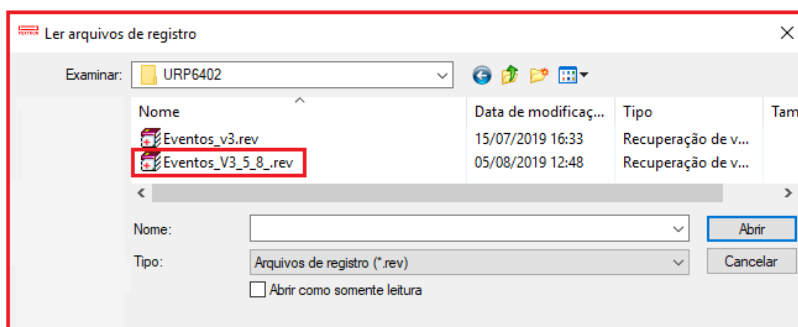 Ler arquivos de registro
Examinar: URP6402
Nome Data de modificaç... Tipo Tam
Eventos_v3.rev 15/07/2019 16:33 Recuperação de v...
Eventos_V3_5_8_.rev 05/08/2019 12:48 Recuperação de v...
Nome: Abrir
Tipo: Arquivos de registro (*.rev) Cancelar
Abrir como somente leitura